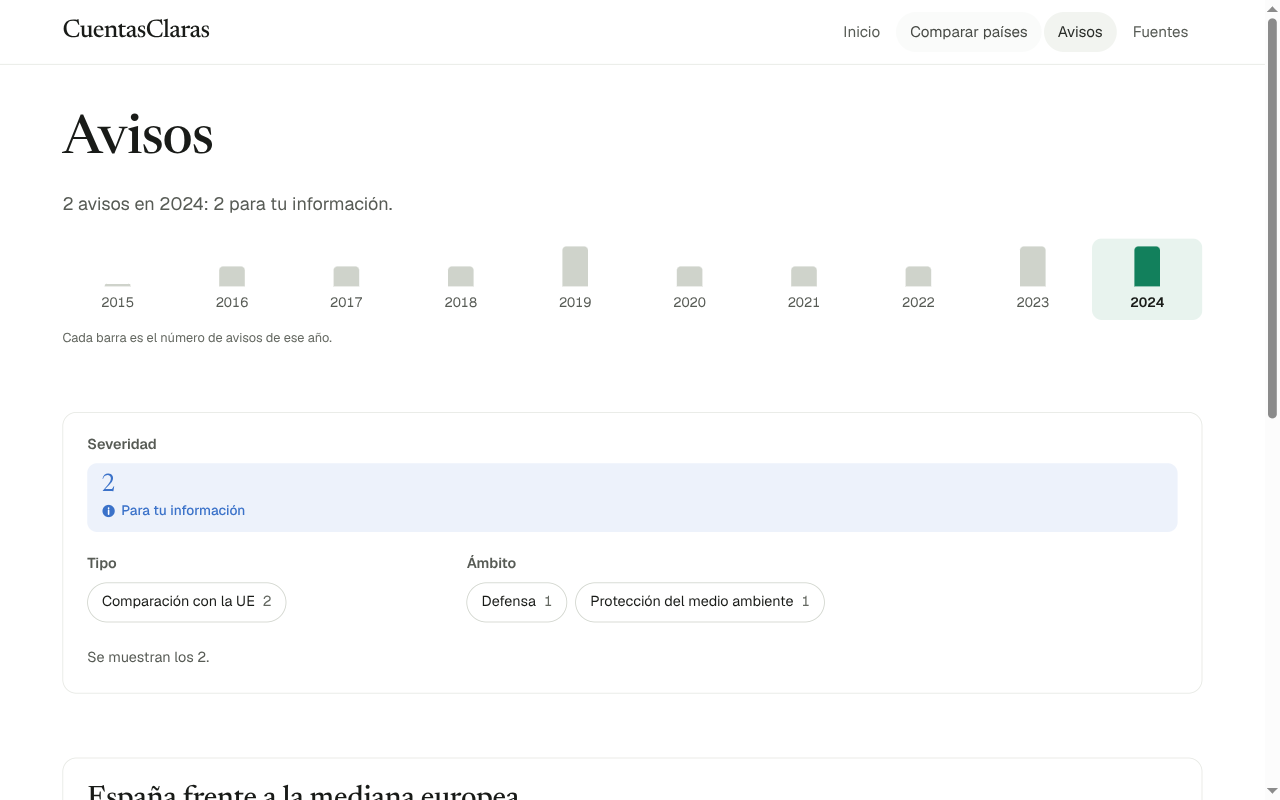 CuentasClaras
Inicio Comparar países Avisos Fuentes
Avisos
2 avisos en 2024: 2 para tu información.
2015 2016 2017 2018 2019 2020 2021 2022 2023 2024
Cada barra es el número de avisos de ese año.
Severidad
2
Para tu información
Tipo Ámbito
Comparación con la UE 2 Defensa 1 Protección del medio ambiente 1
Se muestran los 2.
España frente a la mediana europea